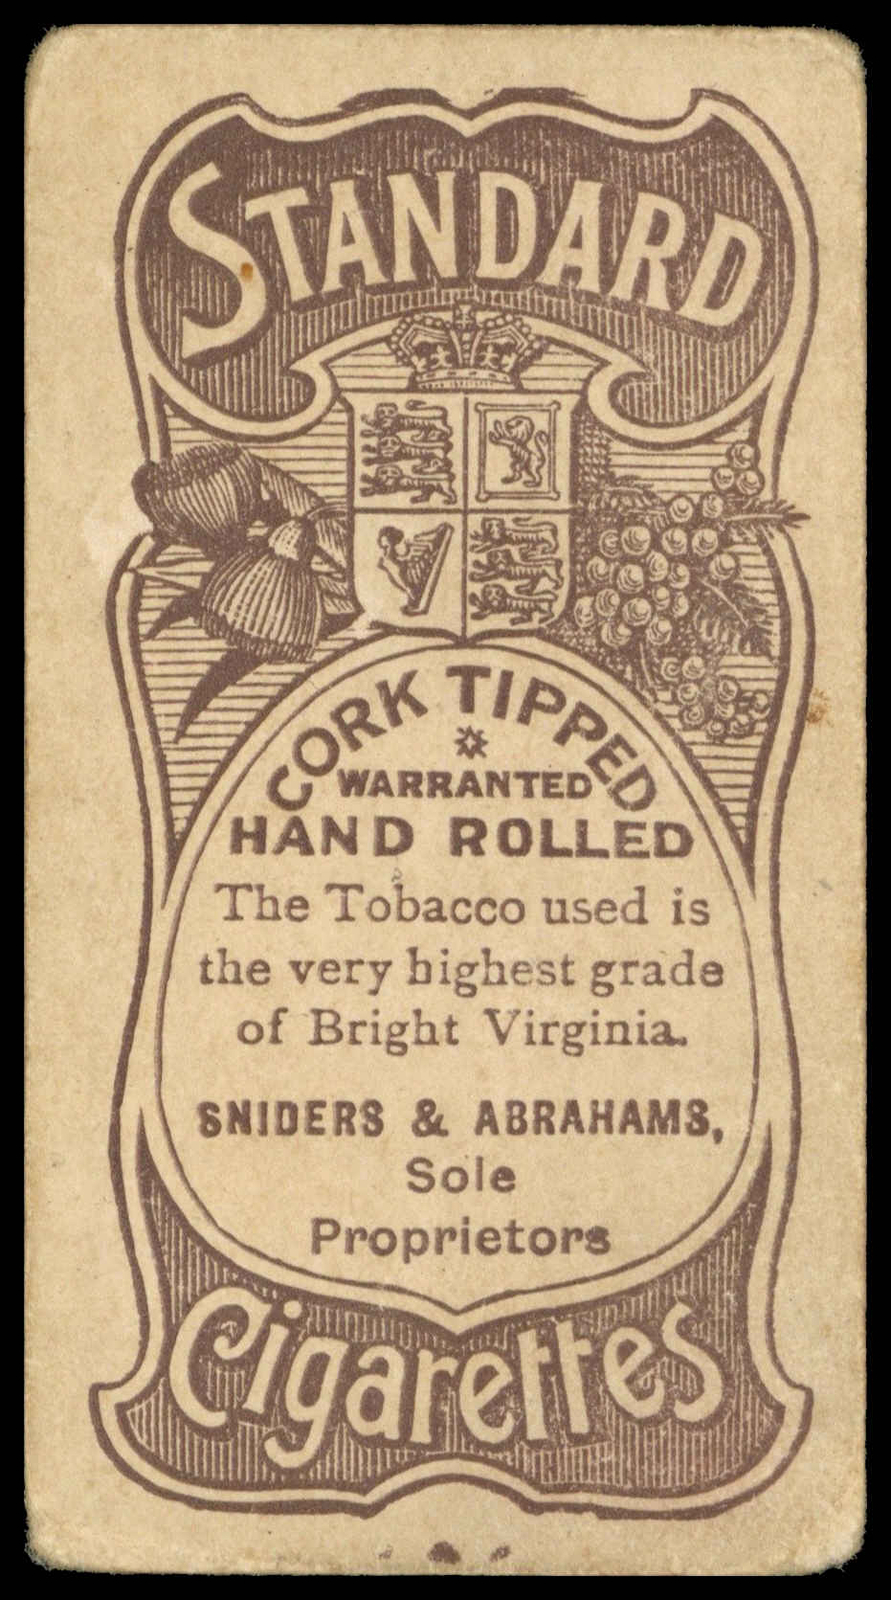 STANDARD
CORK TIPPED
WARRANTED
HAND ROLLED
The Tobacco used is
the very highest grade
of Bright Virginia.
SNIDERS & ABRAHAMS,
Sole
Proprietors
Cigarettes